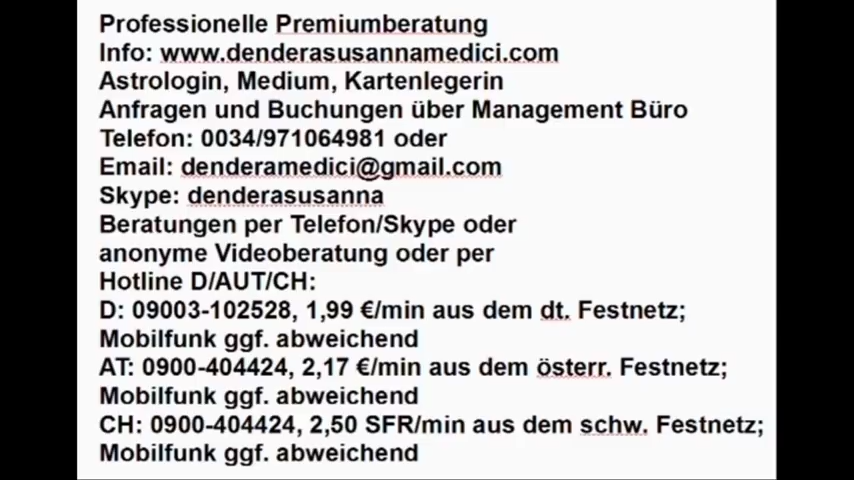 Professionelle Premiumberatung
Info: www.denderasusannamedici.com
Astrologin, Medium, Kartenlegerin
Anfragen und Buchungen über Management Büro
Telefon: 0034/971064981 oder
Email: denderamedici@gmail.com
Skype: denderasusanna
Beratungen per Telefon/Skype oder
anonyme Videoberatung oder per
Hotline D/AUT/CH:
D: 09003-102528, 1,99 €/min aus dem dt. Festnetz;
Mobilfunk ggf. abweichend
AT: 0900-404424, 2,17 €/min aus dem österr. Festnetz;
Mobilfunk ggf. abweichend
CH: 0900-404424, 2,50 SFR/min aus dem schw. Festnetz;
Mobilfunk ggf. abweichend